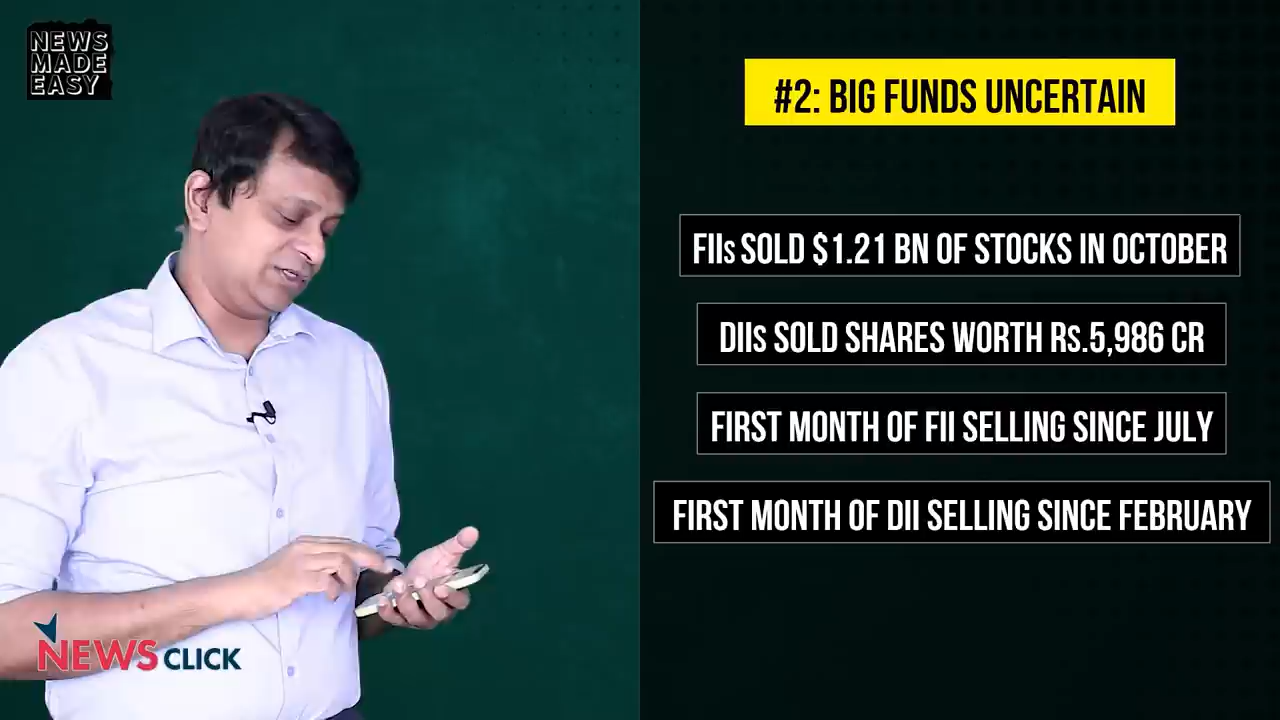 NEWS
MADE
EASY
#2: BIG FUNDS UNCERTAIN
FIIs SOLD $1.21 BN OF STOCKS IN OCTOBER
DIIs SOLD SHARES WORTH Rs.5,986 CR
FIRST MONTH OF FII SELLING SINCE JULY
FIRST MONTH OF DII SELLING SINCE FEBRUARY
NEWSCLICK